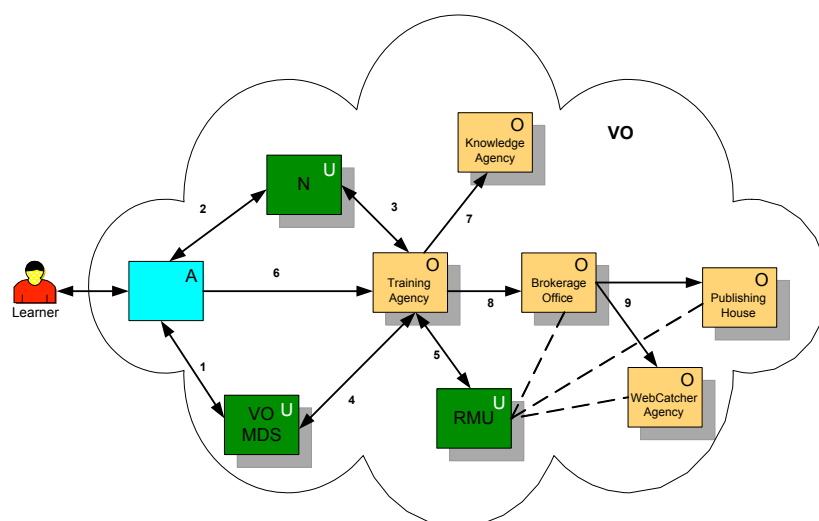 O
Knowledge
Agency
VO
U
N
2
3
7
A
6
O
Training
Agency
8
O
Brokerage
Office
9
O
Publishing
House
Learner
1
4
5
U
VO
MDS
U
RMU
O
WebCatcher
Agency